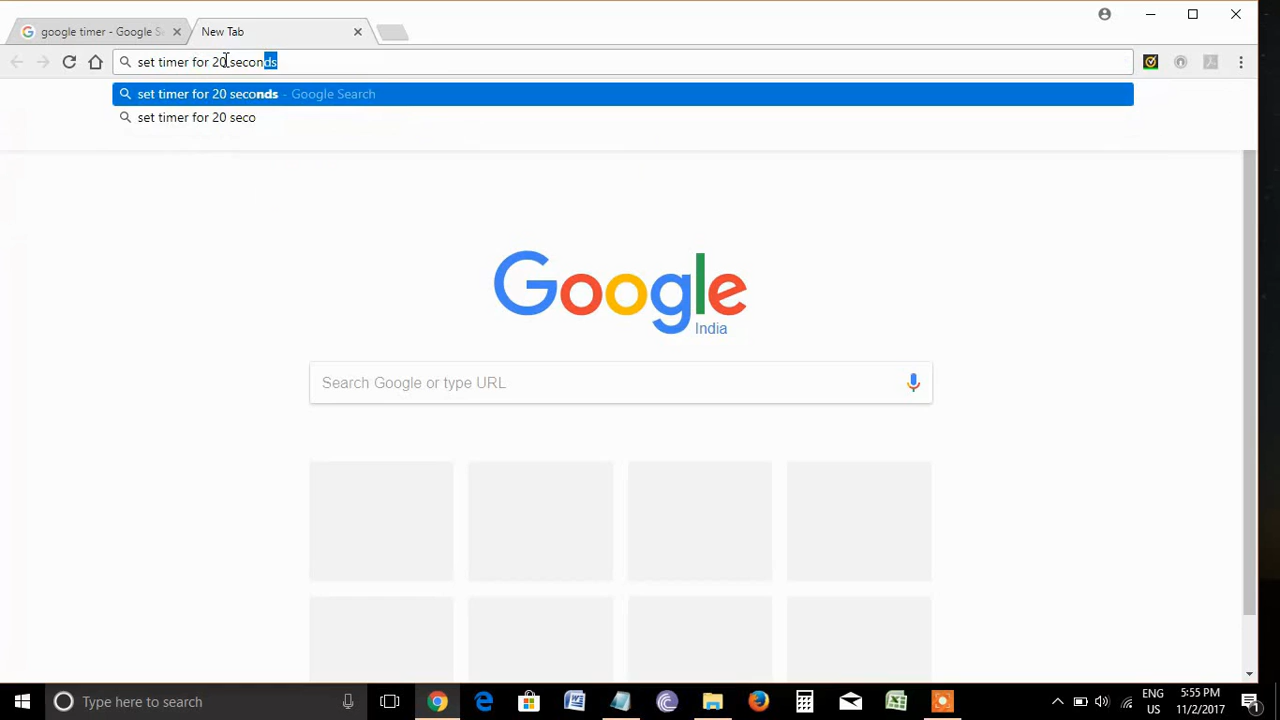 google timer - Google S
New Tab
set timer for 20 seconds
set timer for 20 seconds - Google Search
set timer for 20 seco
Google
India
Search Google or type URL
Type here to search
ENG
US
5:55 PM
11/2/2017
1